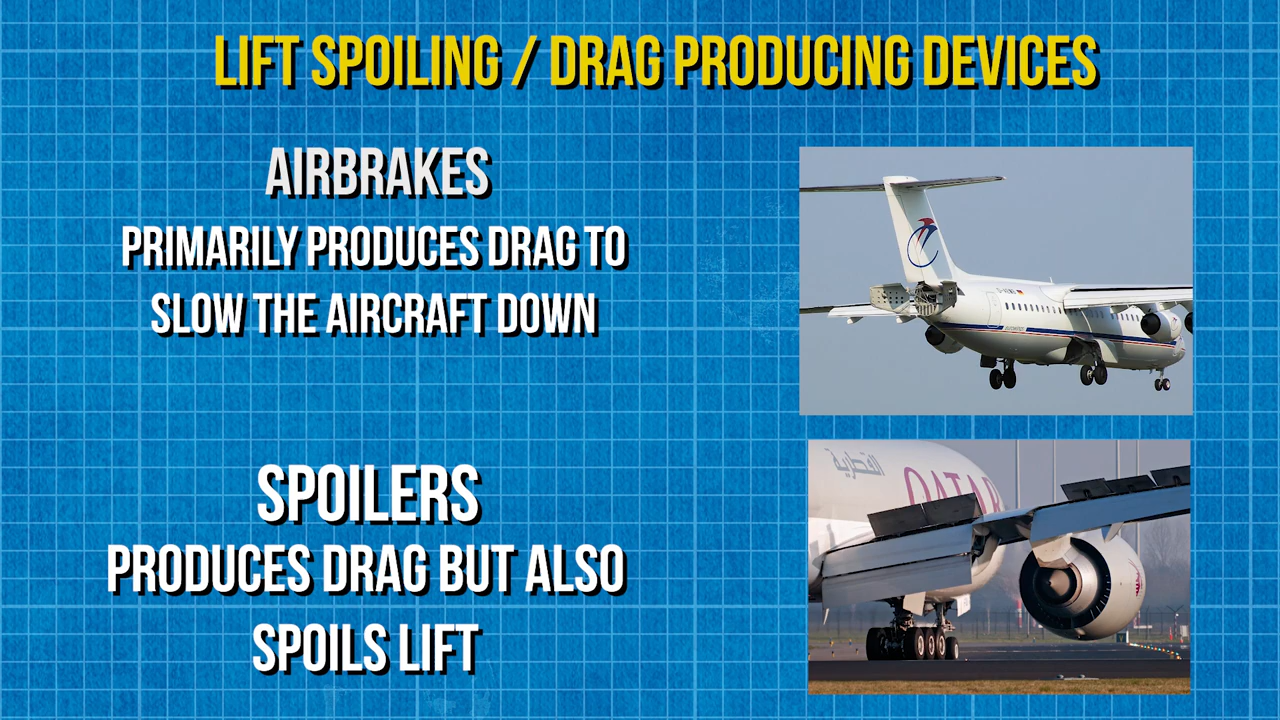 LIFT SPOILING / DRAG PRODUCING DEVICES
AIRBRAKES
PRIMARILY PRODUCES DRAG TO
SLOW THE AIRCRAFT DOWN
SPOILERS
PRODUCES DRAG BUT ALSO
SPOILS LIFT
القطرية
QATAR